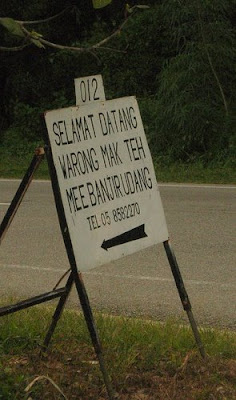 012
SELAMAT DATANG
WARONG MAK TEH
MEE BANJIR UDANG
TEL 05 8582270